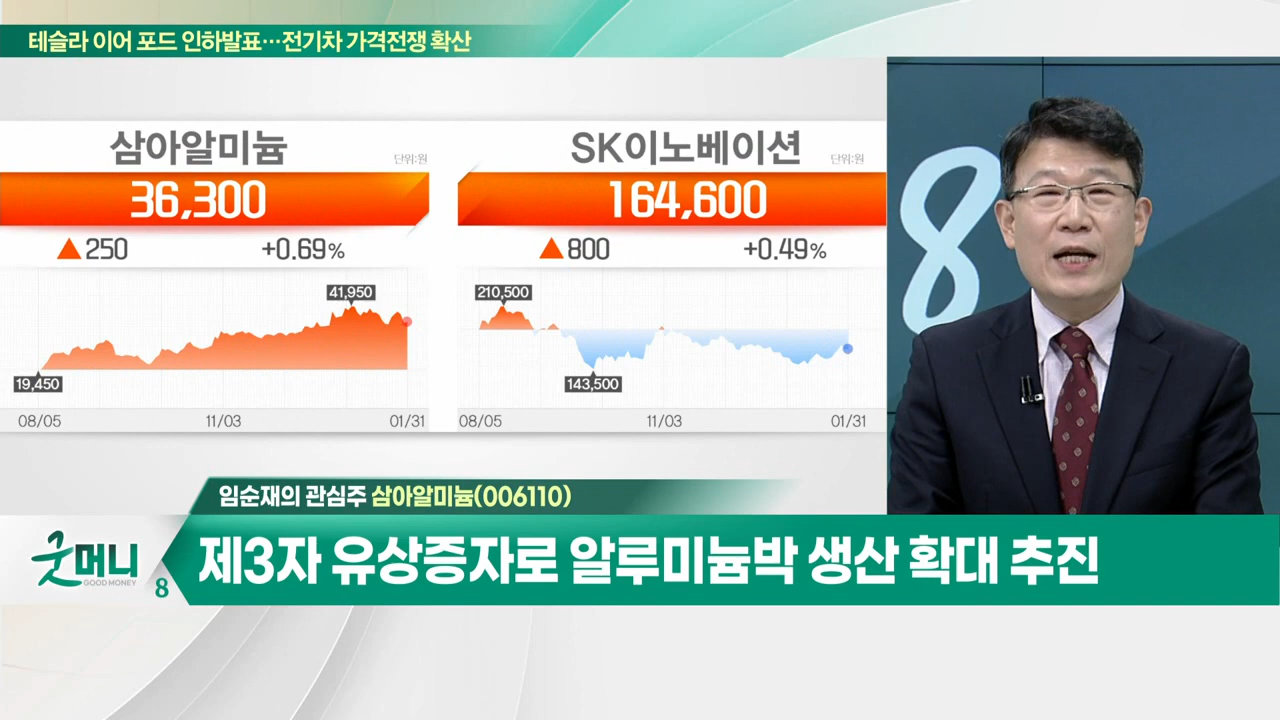 테슬라 이어 포드 인하발표…전기차 가격전쟁 확산
삼아알미늄
단위:원
36,300
▲250 +0.69%
41,950
19,450
08/05 11/03 01/31
SK이노베이션
단위:원
164,600
▲800 +0.49%
210,500
143,500
08/05 11/03 01/31
8
임순재의 관심주 삼아알미늄(006110)
굿머니
GOOD MONEY
8
제3자 유상증자로 알루미늄박 생산 확대 추진